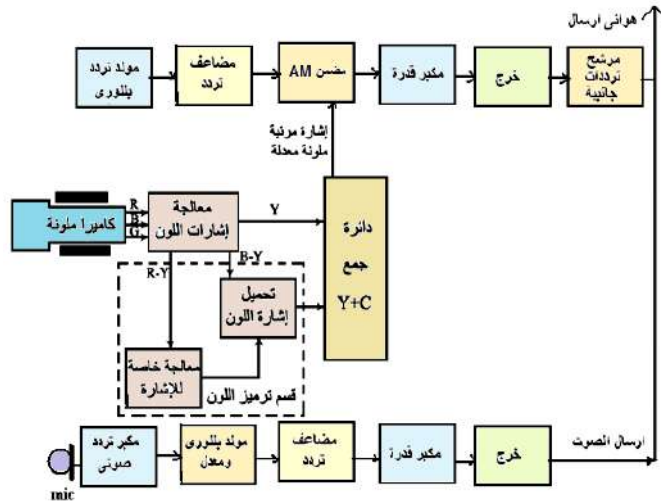 هوائى ارسال
مولد تردد
بللورى
مضاعف
تردد
مضمن AM
مكبر قدرة
خرج
مرشح
ترددات
جانبية
إشارة مرئية
ملونة معدلة
كاميرا ملونة
R
B
G
معالجة
إشارات اللون
Y
دائرة
جمع
Y+C
R-Y
B-Y
تحميل
إشارة اللون
معالجة خاصة
للإشارة
قسم ترميز اللون
mic
مكبر تردد
صوتى
مولد بللورى
ومعدل
مضاعف
تردد
مكبر قدرة
خرج
ارسال الصوت